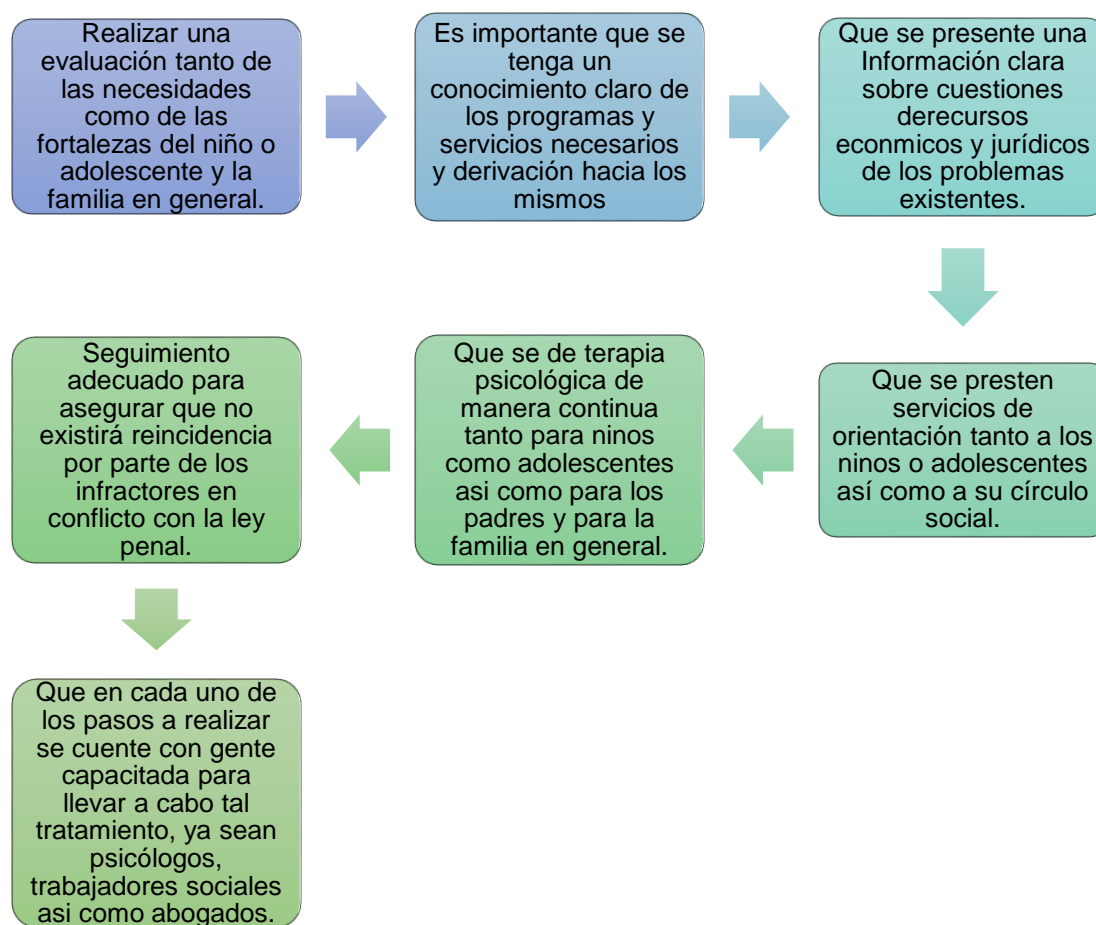 Realizar una
evaluación tanto de
las necesidades
como de las
fortalezas del niño o
adolescente y la
familia en general.
Es importante que se
tenga un
conocimiento claro de
los programas y
servicios necesarios
y derivación hacia los
mismos
Que se presente una
Información clara
sobre cuestiones
derecursos
econmicos y jurídicos
de los problemas
existentes.
Que se presten
servicios de
orientación tanto a los
ninos o adolescentes
así como a su círculo
social.
Que se de terapia
psicológica de
manera continua
tanto para ninos
como adolescentes
asi como para los
padres y para la
familia en general.
Seguimiento
adecuado para
asegurar que no
existirá reincidencia
por parte de los
infractores en
conflicto con la ley
penal.
Que en cada uno de
los pasos a realizar
se cuente con gente
capacitada para
llevar a cabo tal
tratamiento, ya sean
psicólogos,
trabajadores sociales
asi como abogados.